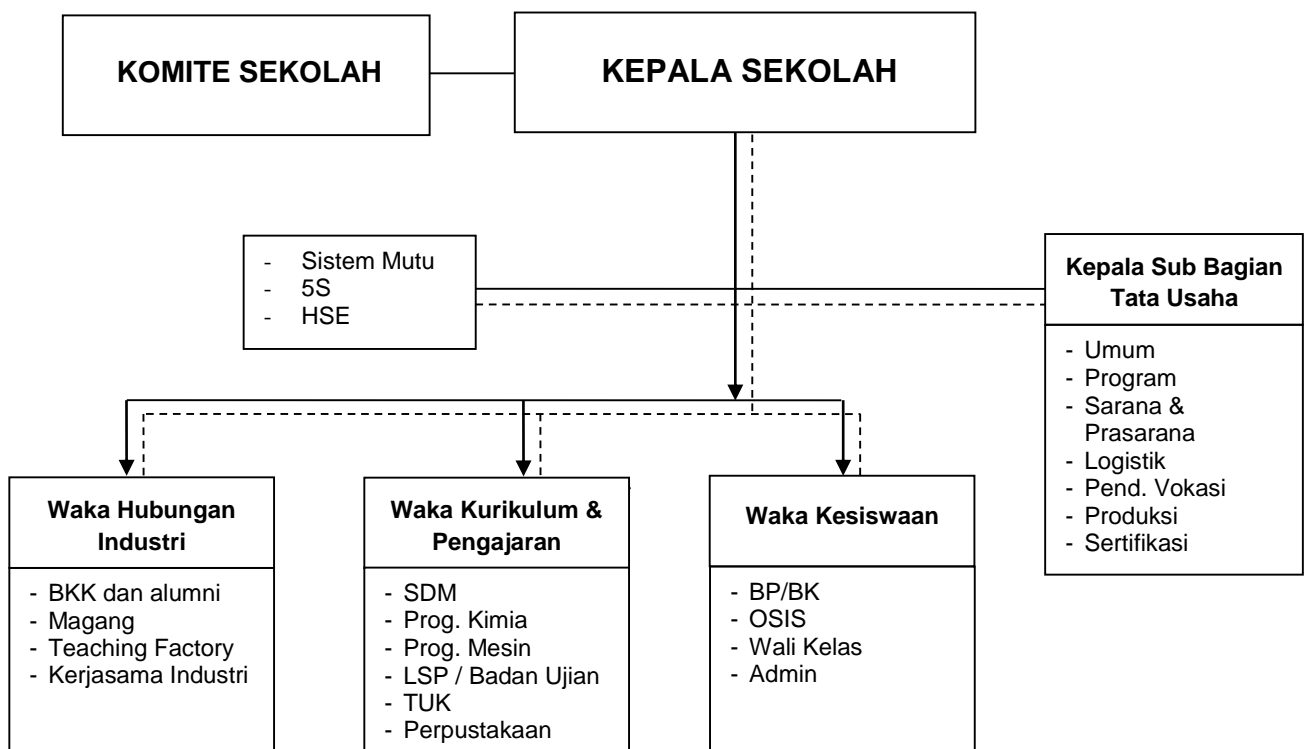 KOMITE SEKOLAH
KEPALA SEKOLAH
- Sistem Mutu
- 5S
- HSE
Kepala Sub Bagian
Tata Usaha
- Umum
- Program
- Sarana &
Prasarana
- Logistik
- Pend. Vokasi
- Produksi
- Sertifikasi
Waka Hubungan
Industri
- BKK dan alumni
- Magang
- Teaching Factory
- Kerjasama Industri
Waka Kurikulum &
Pengajaran
- SDM
- Prog. Kimia
- Prog. Mesin
- LSP / Badan Ujian
- TUK
- Perpustakaan
Waka Kesiswaan
- BP/BK
- OSIS
- Wali Kelas
- Admin